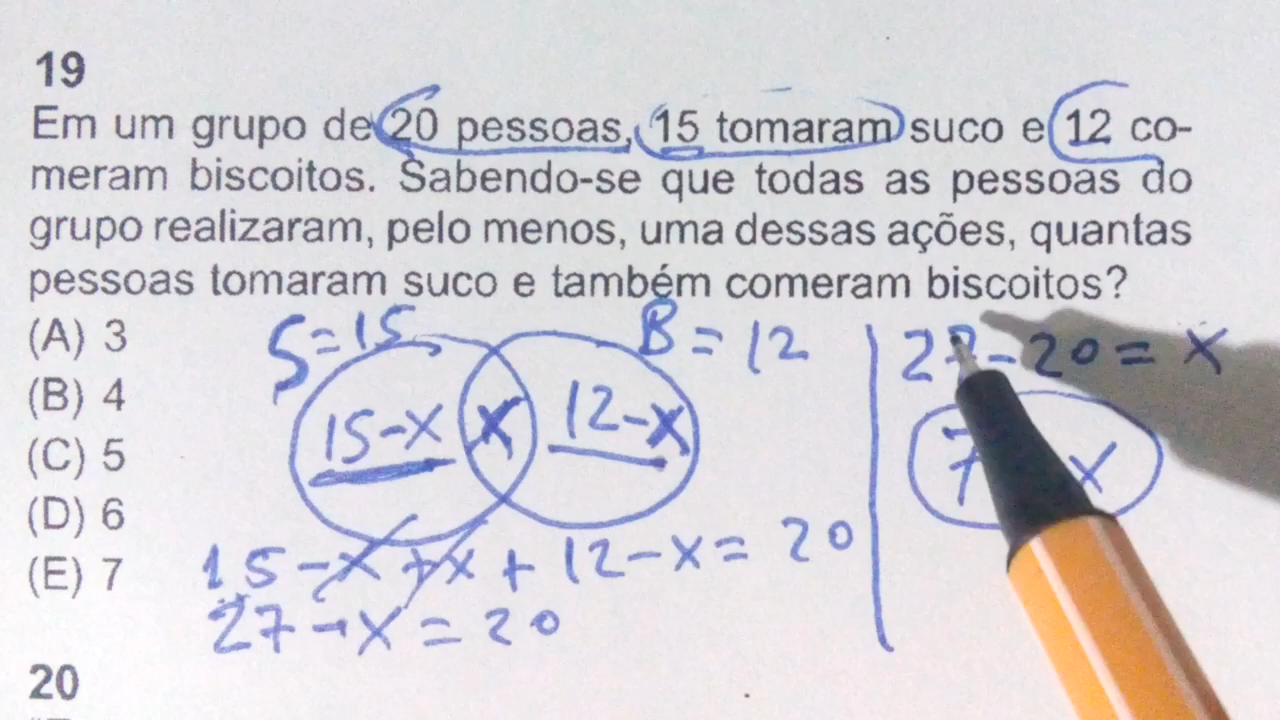 19
Em um grupo de 20 pessoas, 15 tomaram suco e 12 co-
meram biscoitos. Sabendo-se que todas as pessoas do
grupo realizaram, pelo menos, uma dessas ações, quantas
pessoas tomaram suco e também comeram biscoitos?
(A) 3
(B) 4
(C) 5
(D) 6
(E) 7
S=15
B = 12
15-x x 12-x
15-x+x + 12-x= 20
27-x=20
-20= x
7 x
20